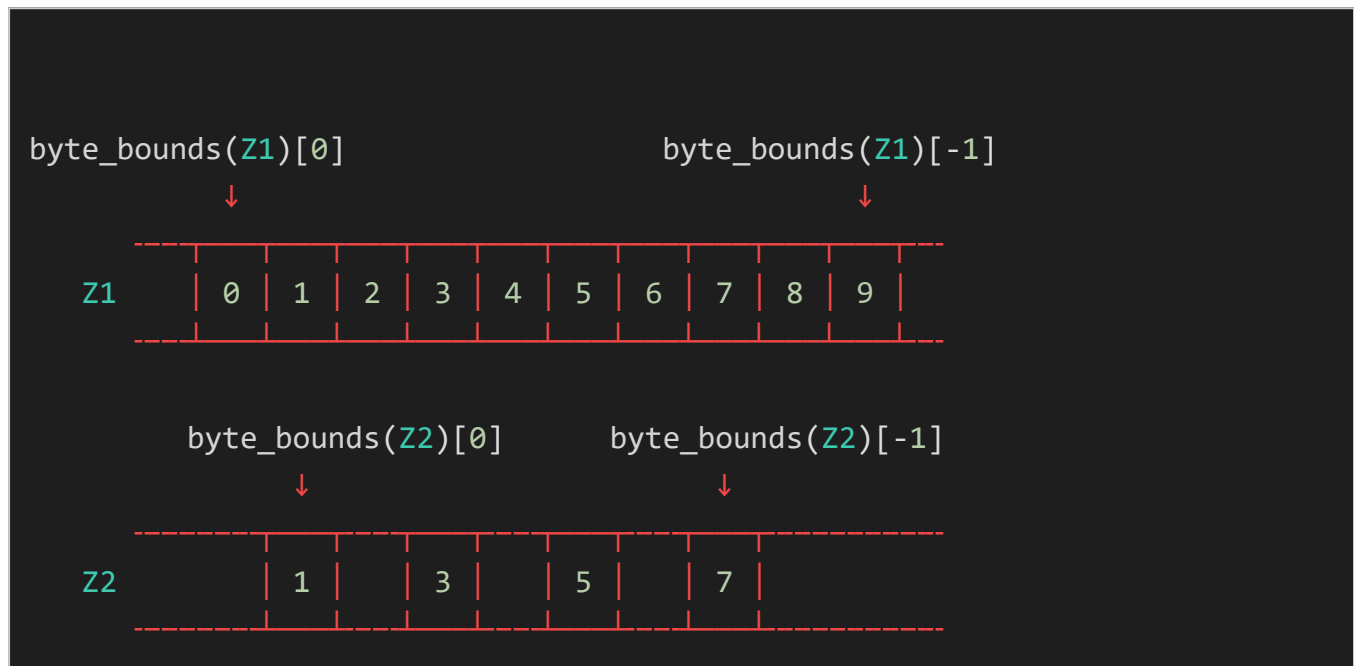 byte_bounds(Z1)[0] byte_bounds(Z1)[-1]
↓ ↓
Z1 0 1 2 3 4 5 6 7 8 9
byte_bounds(Z2)[0] byte_bounds(Z2)[-1]
↓ ↓
Z2 1 3 5 7